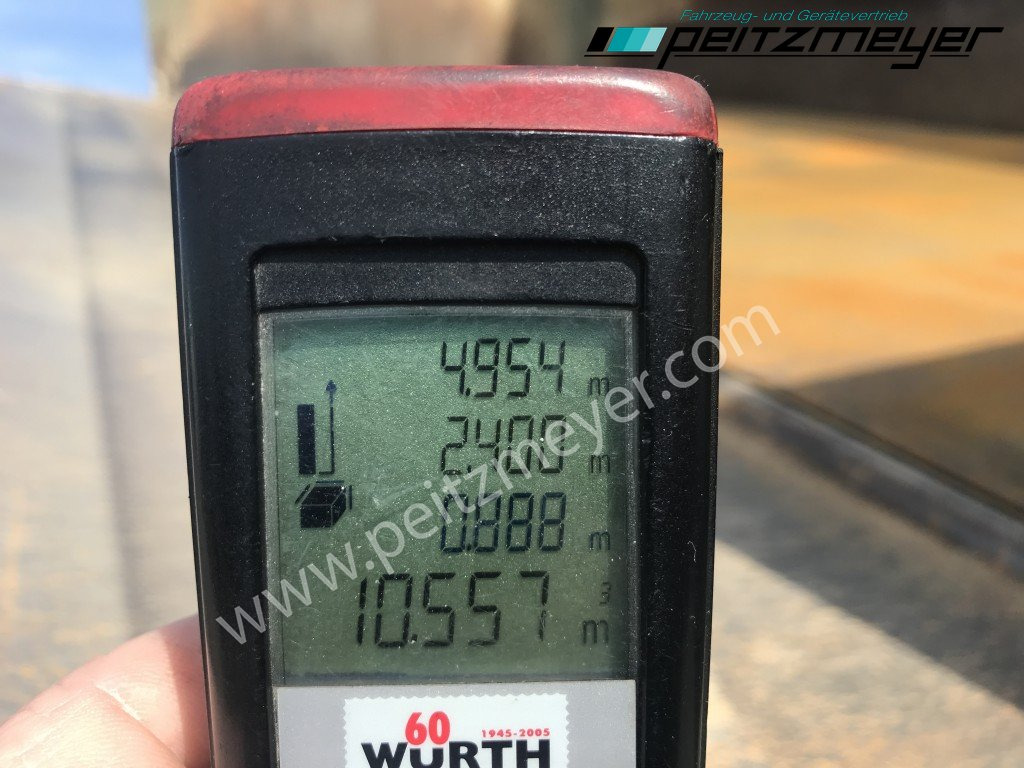 Fahrzeug- und Gerätevertrieb
peitzmeyer
4.954 m
2.400 m
0.888 m
10.557 m³
www.peitzmeyer.com
60 1945-2005
WÜRTH